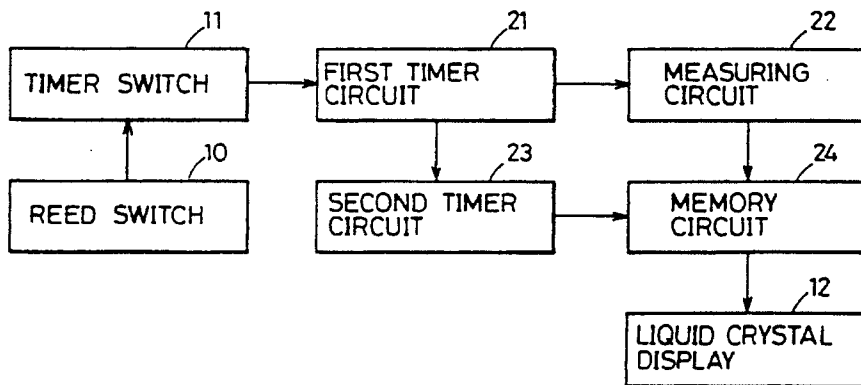 11
21
22
TIMER SWITCH
FIRST TIMER
CIRCUIT
MEASURING
CIRCUIT
10
23
24
REED SWITCH
SECOND TIMER
CIRCUIT
MEMORY
CIRCUIT
12
LIQUID CRYSTAL
DISPLAY